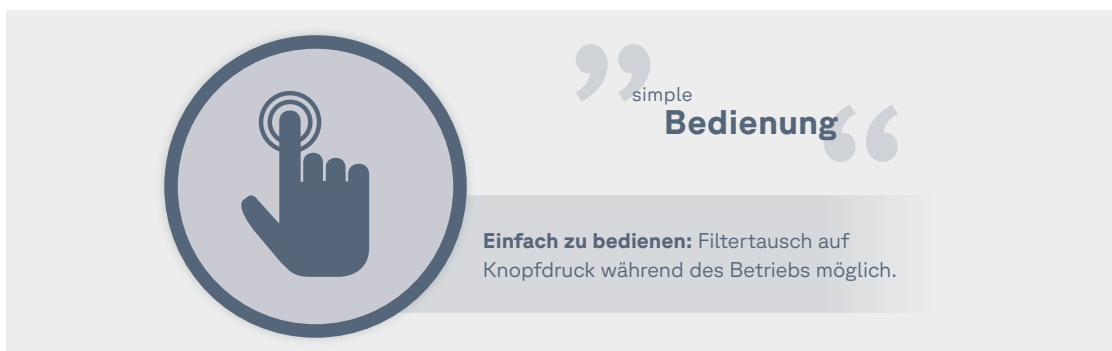 simple
Bedienung
Einfach zu bedienen: Filtertausch auf
Knopfdruck während des Betriebs möglich.